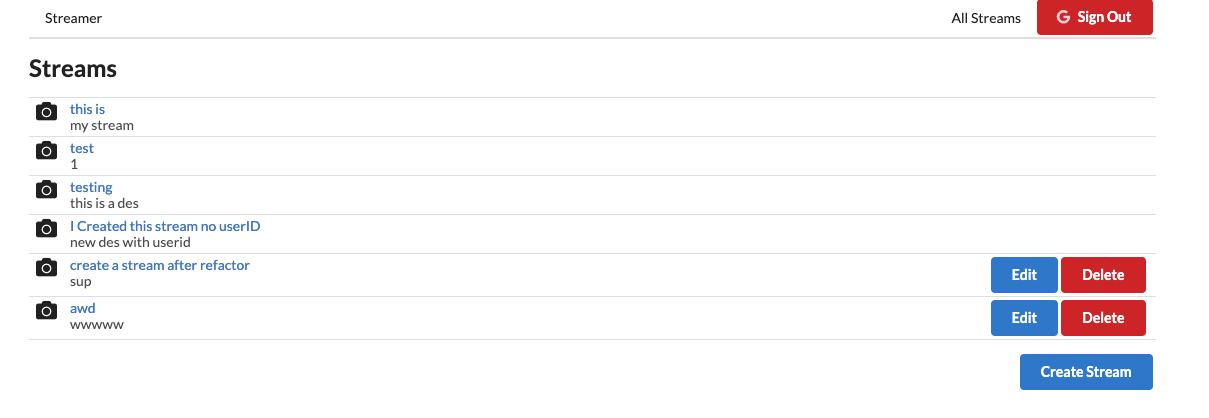 Streamer
All Streams
Sign Out
Streams
this is
my stream
test
1
testing
this is a des
I Created this stream no userID
new des with userid
create a stream after refactor
sup
Edit
Delete
awd
wwwww
Edit
Delete
Create Stream